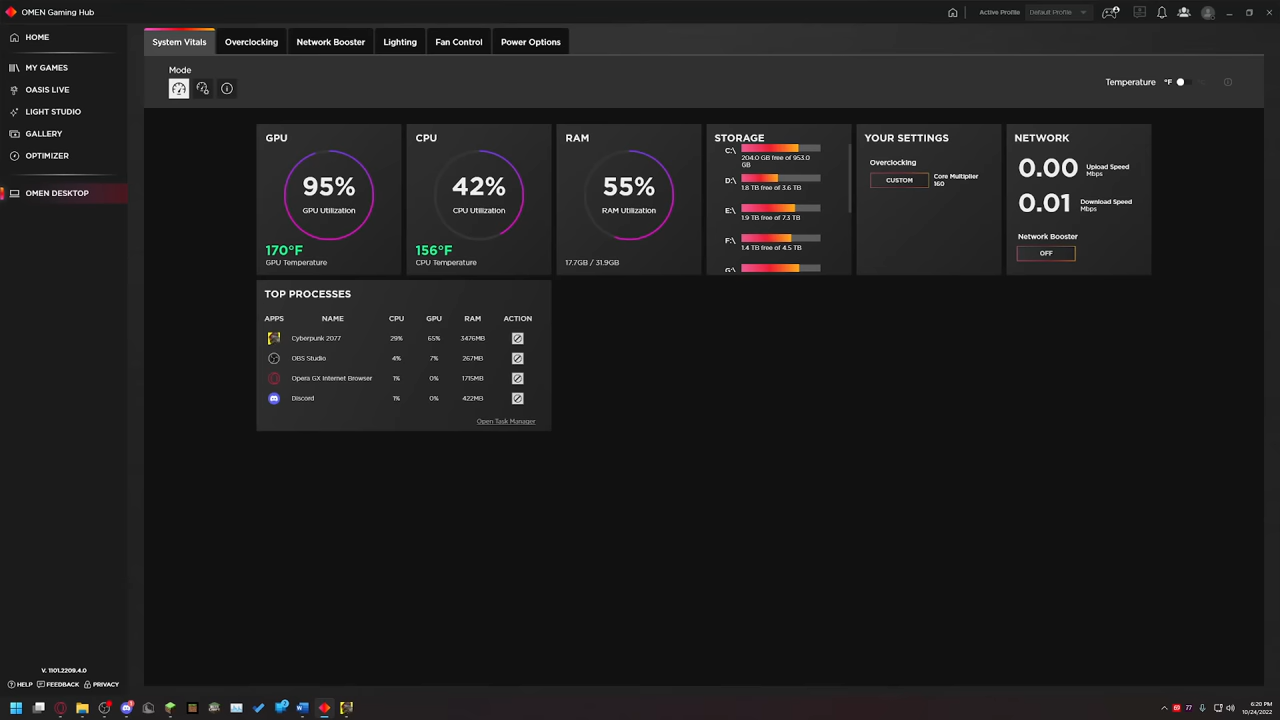 OMEN Gaming Hub
Active Profile Default Profile
HOME
MY GAMES
OASIS LIVE
LIGHT STUDIO
GALLERY
OPTIMIZER
OMEN DESKTOP
System Vitals Overclocking Network Booster Lighting Fan Control Power Options
Mode
Temperature °F
GPU
95%
GPU Utilization
170°F
GPU Temperature
CPU
42%
CPU Utilization
156°F
CPU Temperature
RAM
55%
RAM Utilization
17.7GB / 31.9GB
STORAGE
C:\
204.0 GB free of 953.0
GB
D:\
1.8 TB free of 3.6 TB
E:\
1.9 TB free of 7.3 TB
F:\
1.4 TB free of 4.5 TB
G:\
YOUR SETTINGS
Overclocking
CUSTOM
Core Multiplier
160
NETWORK
0.00 Upload Speed
Mbps
0.01 Download Speed
Mbps
Network Booster
OFF
TOP PROCESSES
APPS NAME CPU GPU RAM ACTION
Cyberpunk 2077 29% 65% 3476MB
OBS Studio 4% 7% 267MB
Opera GX Internet Browser 1% 0% 1715MB
Discord 1% 0% 422MB
Open Task Manager
V. 1101.2209.4.0
HELP FEEDBACK PRIVACY
69 77
6:20 PM
10/24/2022